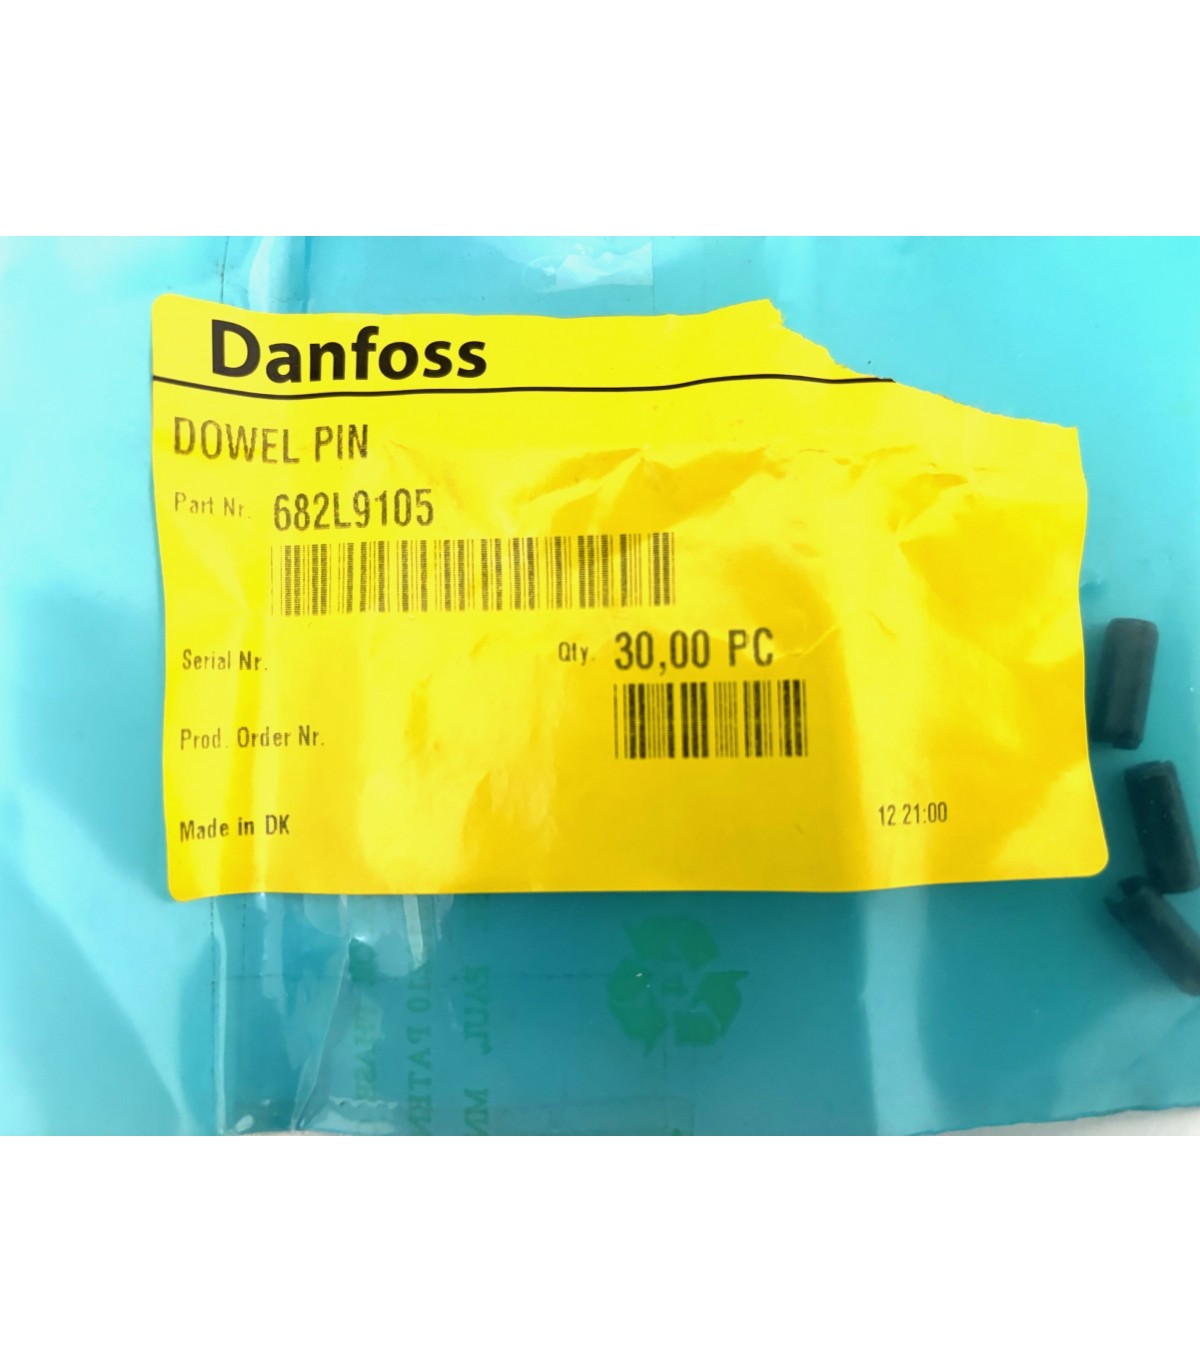 Danfoss
DOWEL PIN
Part Nr. 682L9105
Serial Nr. Qty. 30,00 PC
Prod. Order Nr.
Made in DK 12 21:00